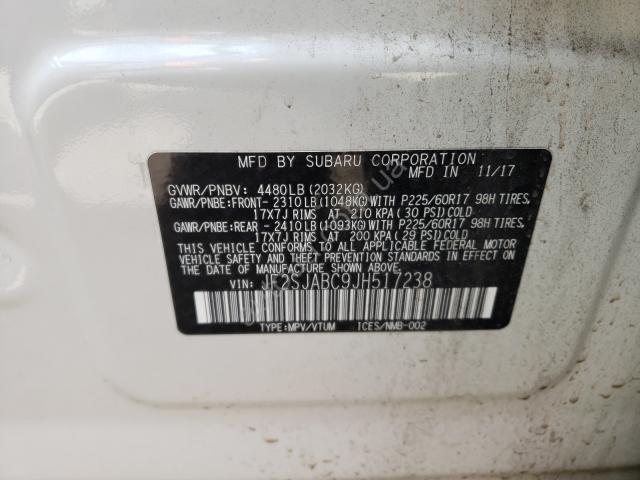 MFD BY SUBARU CORPORATION
MFD IN 11/17
GVWR/PNBV: 4480LB (2032KG)
GAWR/PNBE:FRONT- 2310LB (1048KG)WITH P225/60R17 98H TIRES,
17X7J RIMS AT 210 KPA (30 PSI)COLD
GAWR/PNBE:REAR - 2410LB (1093KG)WITH P225/60R17 98H TIRES,
17X7J RIMS AT 200 KPA (29 PSI)COLD
THIS VEHICLE CONFORMS TO ALL APPLICABLE FEDERAL MOTOR
VEHICLE SAFETY AND THEFT PREVENTION STANDARDS IN EFFECT ON
THE DATE OF MANUFACTURE SHOWN ABOVE.
VIN: JF2SJABC9JH517238
TYPE:MPV/VTUM ICES/NMB-002